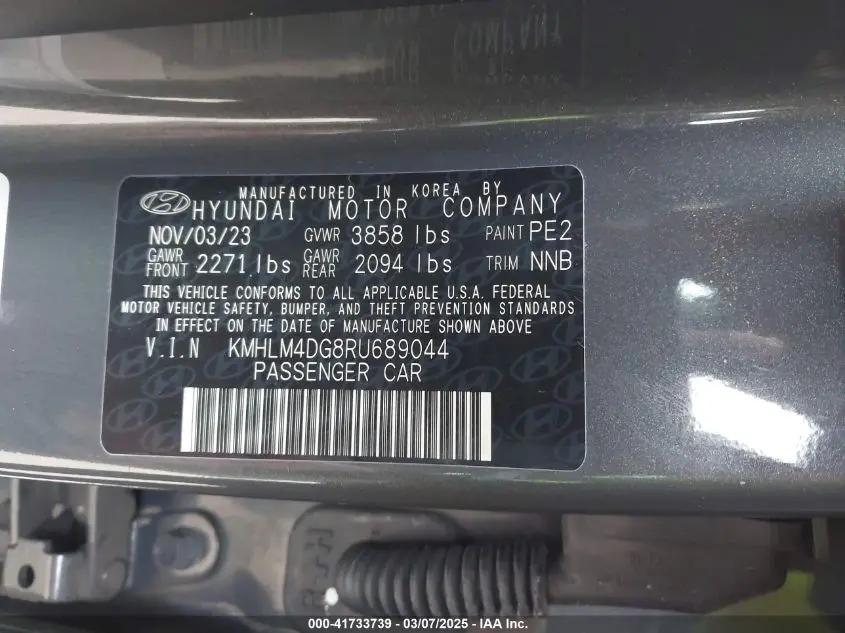 MANUFACTURED IN KOREA BY
HYUNDAI MOTOR COMPANY
NOV/03/23 GVWR 3858 lbs PAINT PE2
GAWR FRONT 2271 lbs GAWR REAR 2094 lbs TRIM NNB
THIS VEHICLE CONFORMS TO ALL APPLICABLE U.S.A. FEDERAL
MOTOR VEHICLE SAFETY, BUMPER, AND THEFT PREVENTION STANDARDS
IN EFFECT ON THE DATE OF MANUFACTURE SHOWN ABOVE
V.I.N KMHLM4DG8RU689044
PASSENGER CAR
000-41733739 - 03/07/2025 - IAA Inc.